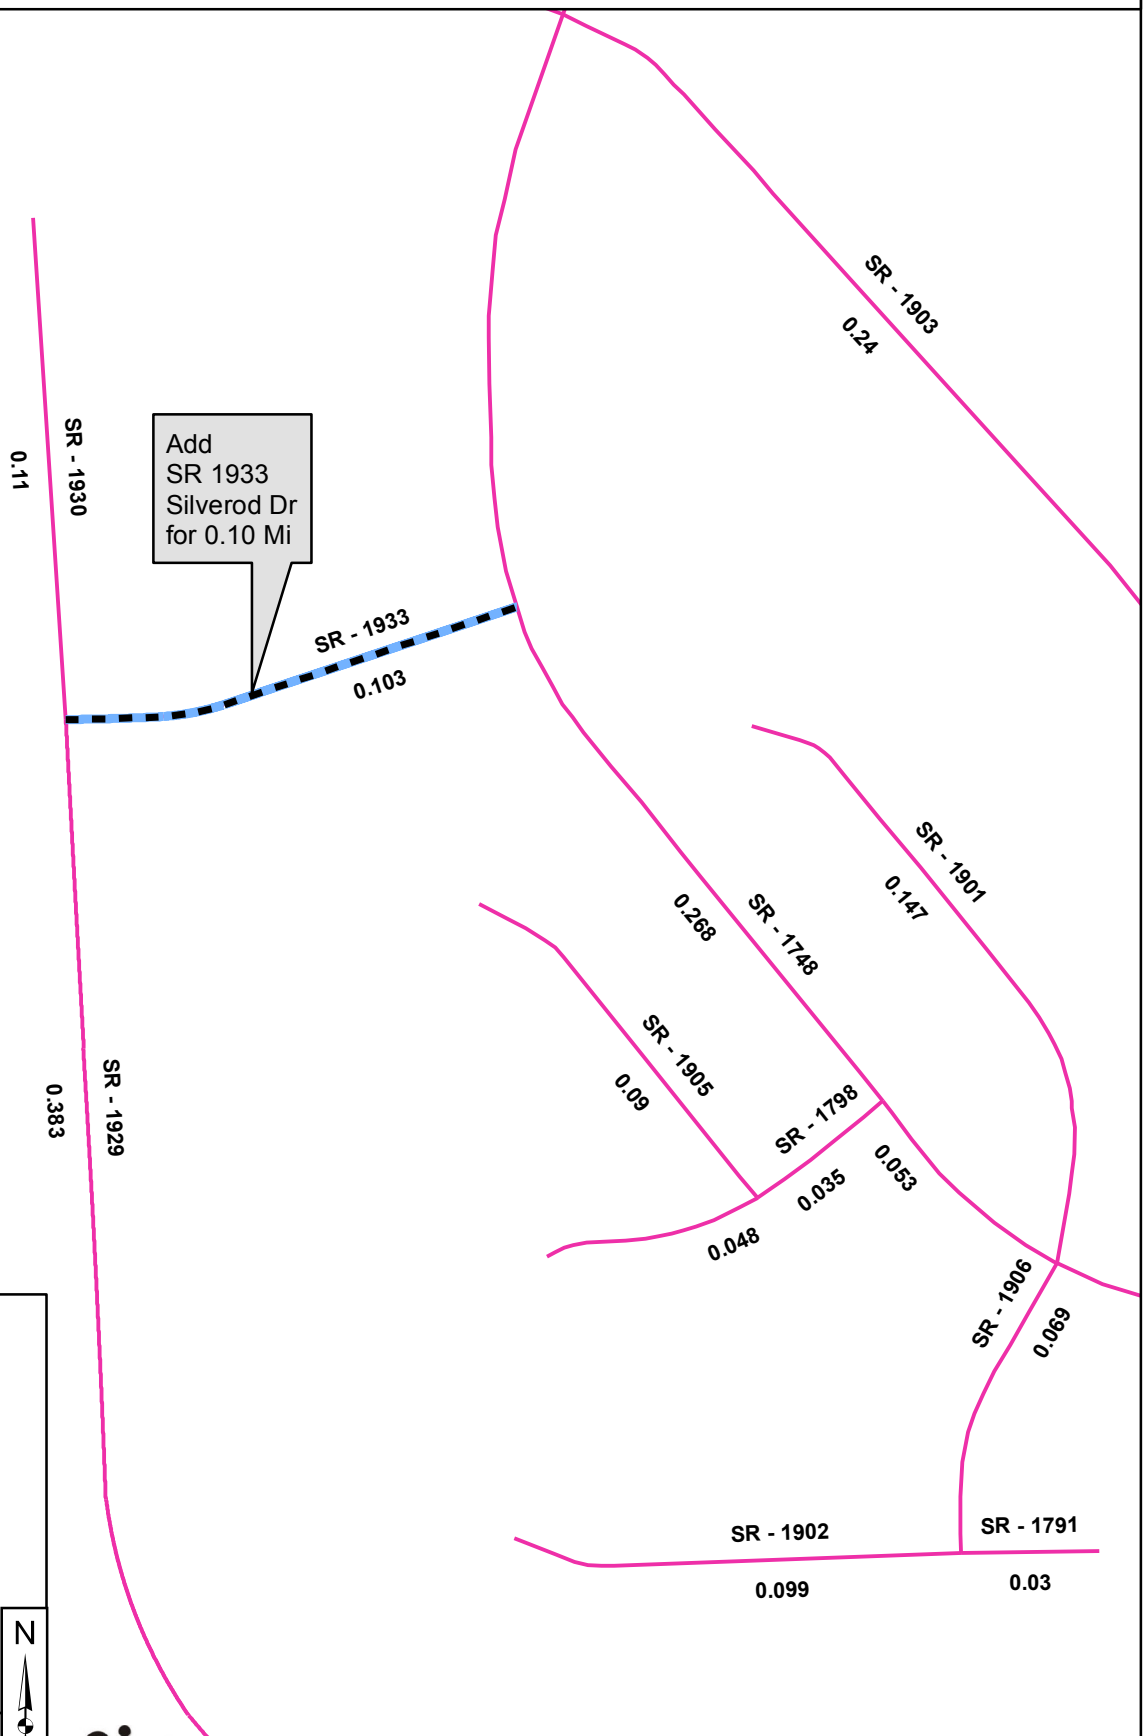 SR - 1903
0.24
SR - 1930
0.11
Add
SR 1933
Silverod Dr
for 0.10 Mi
SR - 1933
0.103
SR - 1901
0.147
SR - 1748
0.268
SR - 1905
0.09
SR - 1798
0.035
0.053
0.048
SR - 1929
0.383
SR - 1906
0.069
SR - 1902
0.099
SR - 1791
0.03
N